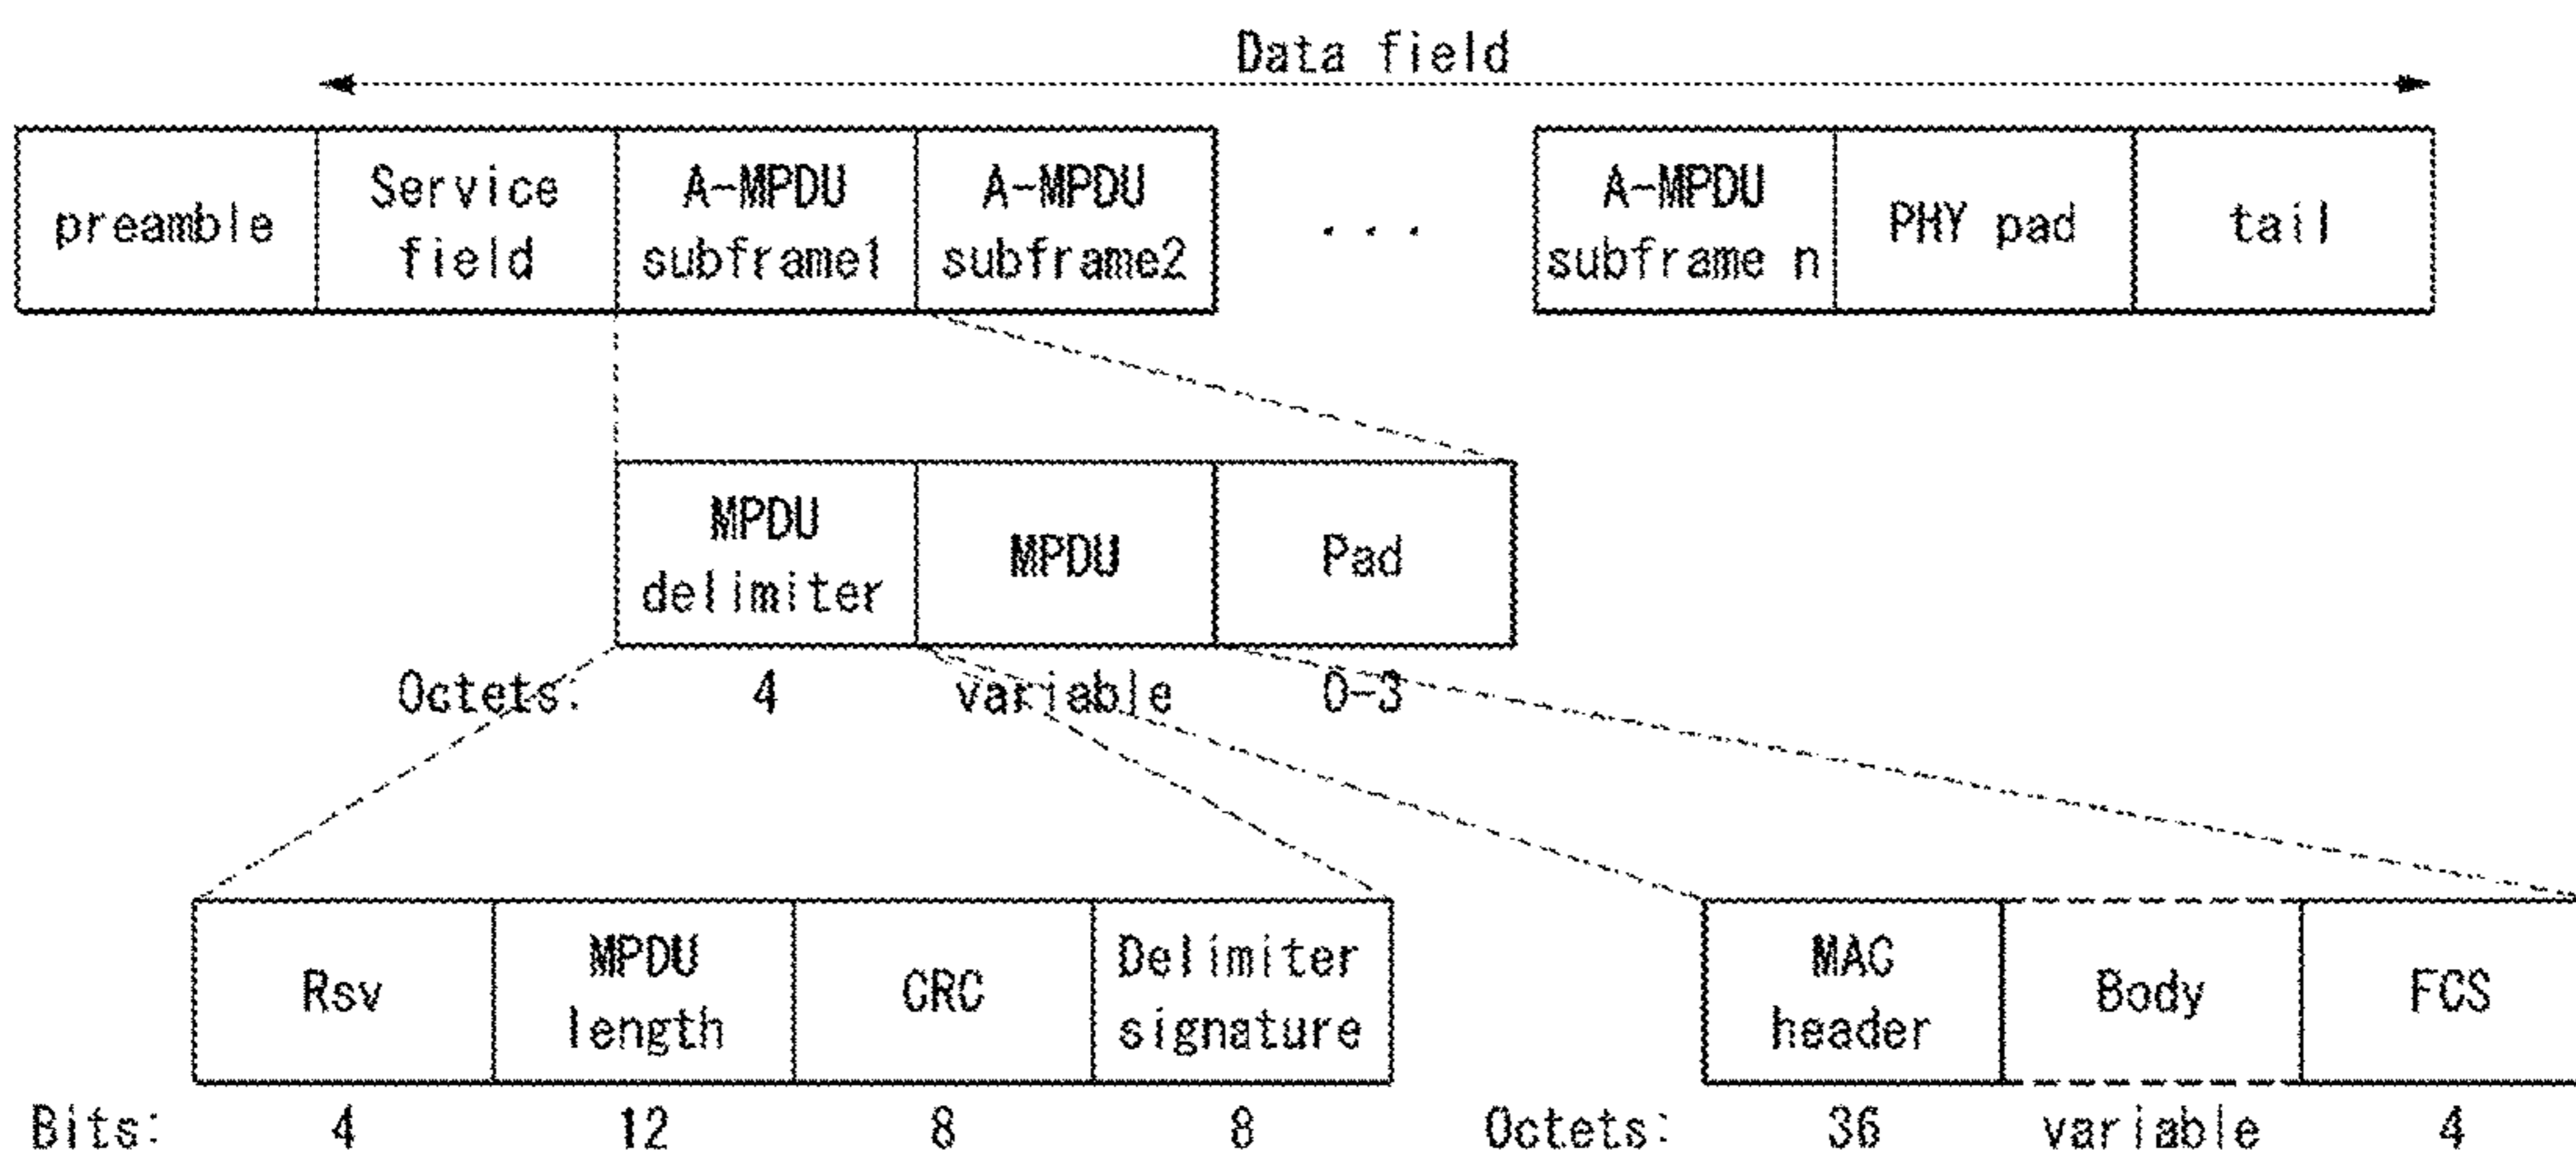 Data field
preamble
Service
field
A-MPDU
subframe1
A-MPDU
subframe2
...
A-MPDU
subframe n
PHY pad
tail
MPDU
delimiter
MPDU
Pad
Octets:
4
variable
0-3
Rsv
MPDU
length
CRC
Delimiter
signature
MAC
header
Body
FCS
Bits:
4
12
8
8
Octets:
36
variable
4